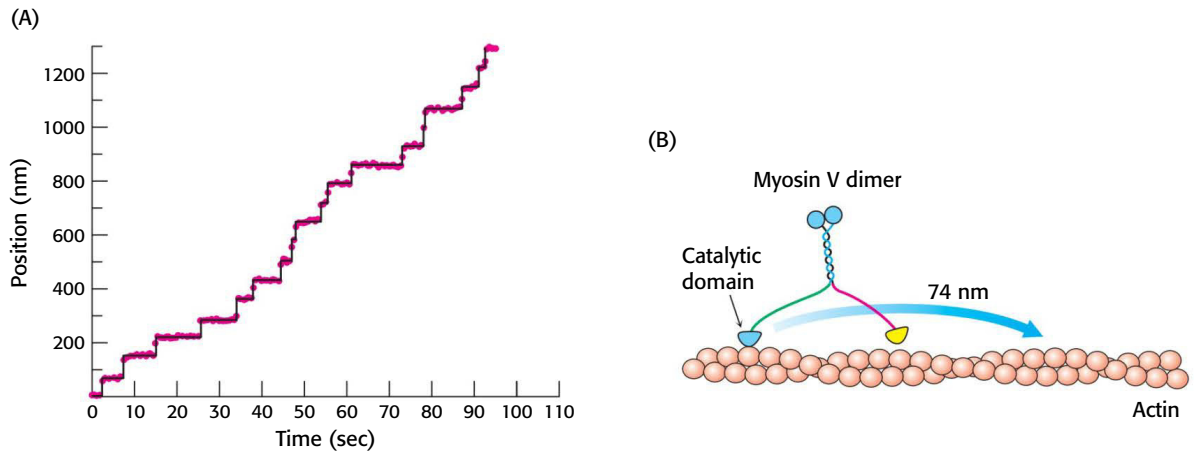 (A)
1200
1000
800
600
400
200
Position (nm)
0 10 20 30 40 50 60 70 80 90 100 110
Time (sec)
(B)
Myosin V dimer
Catalytic
domain
74 nm
Actin